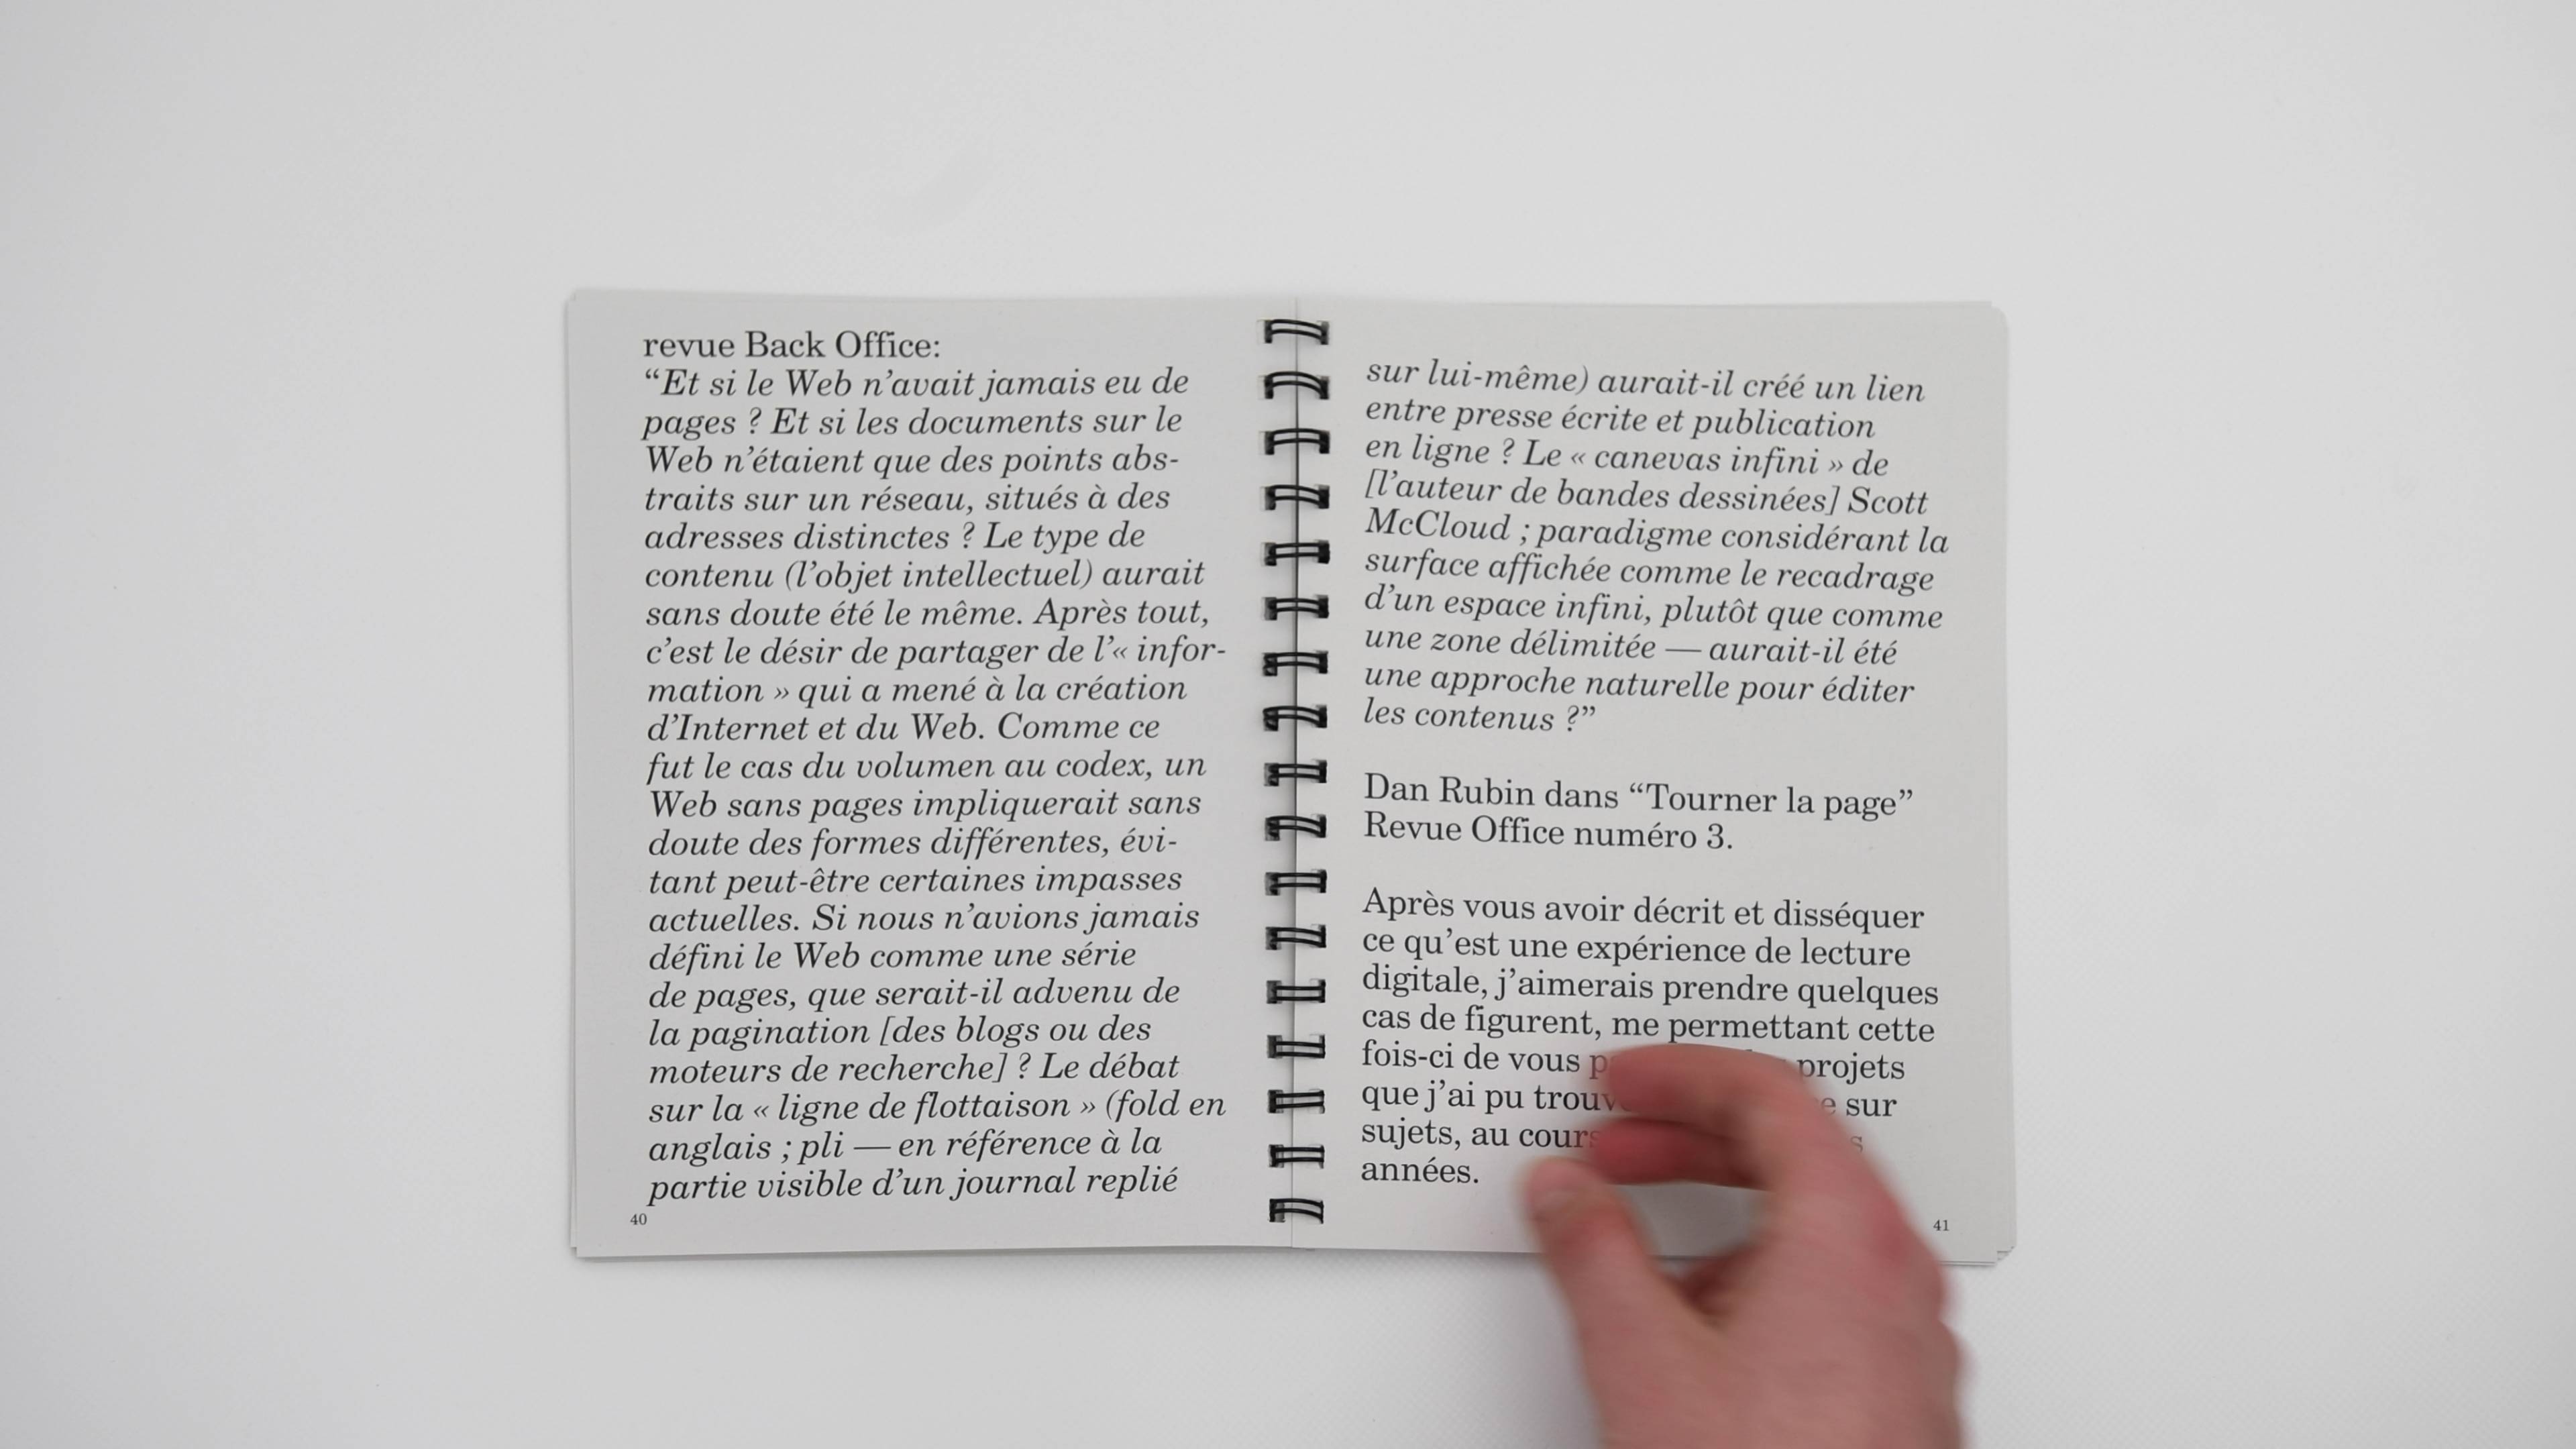 revue Back Office:
“Et si le Web n’avait jamais eu de
pages ? Et si les documents sur le
Web n’étaient que des points abs-
traits sur un réseau, situés à des
adresses distinctes ? Le type de
contenu (l’objet intellectuel) aurait
sans doute été le même. Après tout,
c’est le désir de partager de l’« infor-
mation » qui a mené à la création
d’Internet et du Web. Comme ce
fut le cas du volumen au codex, un
Web sans pages impliquerait sans
doute des formes différentes, évi-
tant peut-être certaines impasses
actuelles. Si nous n’avions jamais
défini le Web comme une série
de pages, que serait-il advenu de
la pagination [des blogs ou des
moteurs de recherche] ? Le débat
sur la « ligne de flottaison » (fold en
anglais ; pli — en référence à la
partie visible d’un journal replié
40
sur lui-même) aurait-il créé un lien
entre presse écrite et publication
en ligne ? Le « canevas infini » de
[l’auteur de bandes dessinées] Scott
McCloud ; paradigme considérant la
surface affichée comme le recadrage
d’un espace infini, plutôt que comme
une zone délimitée — aurait-il été
une approche naturelle pour éditer
les contenus ?”
Dan Rubin dans “Tourner la page”
Revue Office numéro 3.
Après vous avoir décrit et disséquer
ce qu’est une expérience de lecture
digitale, j’aimerais prendre quelques
cas de figurent, me permettant cette
fois-ci de vous projets
que j’ai pu sur
sujets, au
années.
41